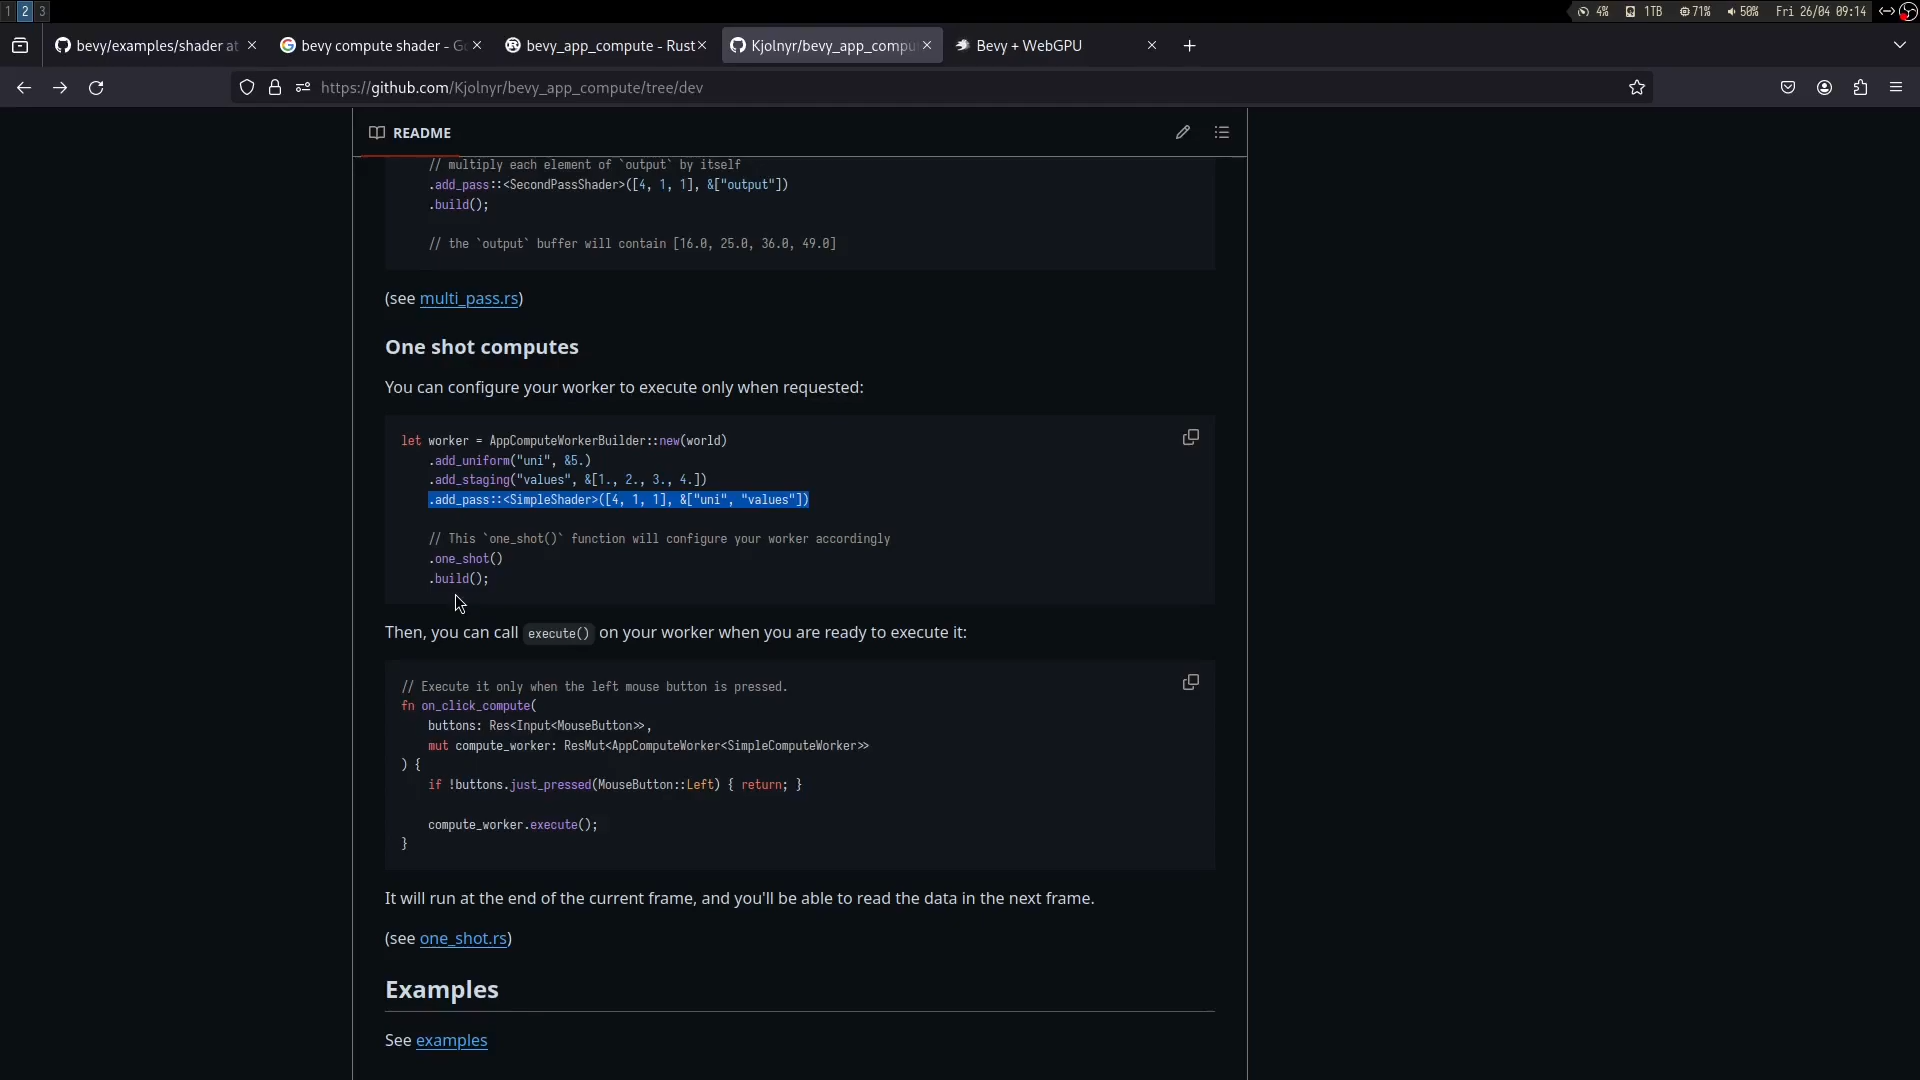 1 2 3
4% 1TB 71% 50% Fri 26/04 09:14
bevy/examples/shader at
bevy compute shader - Go
bevy_app_compute - Rust
Kjolnyr/bevy_app_compu
Bevy + WebGPU
https://github.com/Kjolnyr/bevy_app_compute/tree/dev
README
// multiply each element of `output` by itself
.add_pass::<SecondPassShader>([4, 1, 1], &["output"])
.build();
// the `output` buffer will contain [16.0, 25.0, 36.0, 49.0]
(see multi_pass.rs)
One shot computes
You can configure your worker to execute only when requested:
let worker = AppComputeWorkerBuilder::new(world)
.add_uniform("uni", &5.)
.add_staging("values", &[1., 2., 3., 4.])
.add_pass::<SimpleShader>([4, 1, 1], &["uni", "values"])
// This `one_shot()` function will configure your worker accordingly
.one_shot()
.build();
Then, you can call execute() on your worker when you are ready to execute it:
// Execute it only when the left mouse button is pressed.
fn on_click_compute(
buttons: Res<Input<MouseButton>>,
mut compute_worker: ResMut<AppComputeWorker<SimpleComputeWorker>>
) {
if !buttons.just_pressed(MouseButton::Left) { return; }
compute_worker.execute();
}
It will run at the end of the current frame, and you'll be able to read the data in the next frame.
(see one_shot.rs)
Examples
See examples